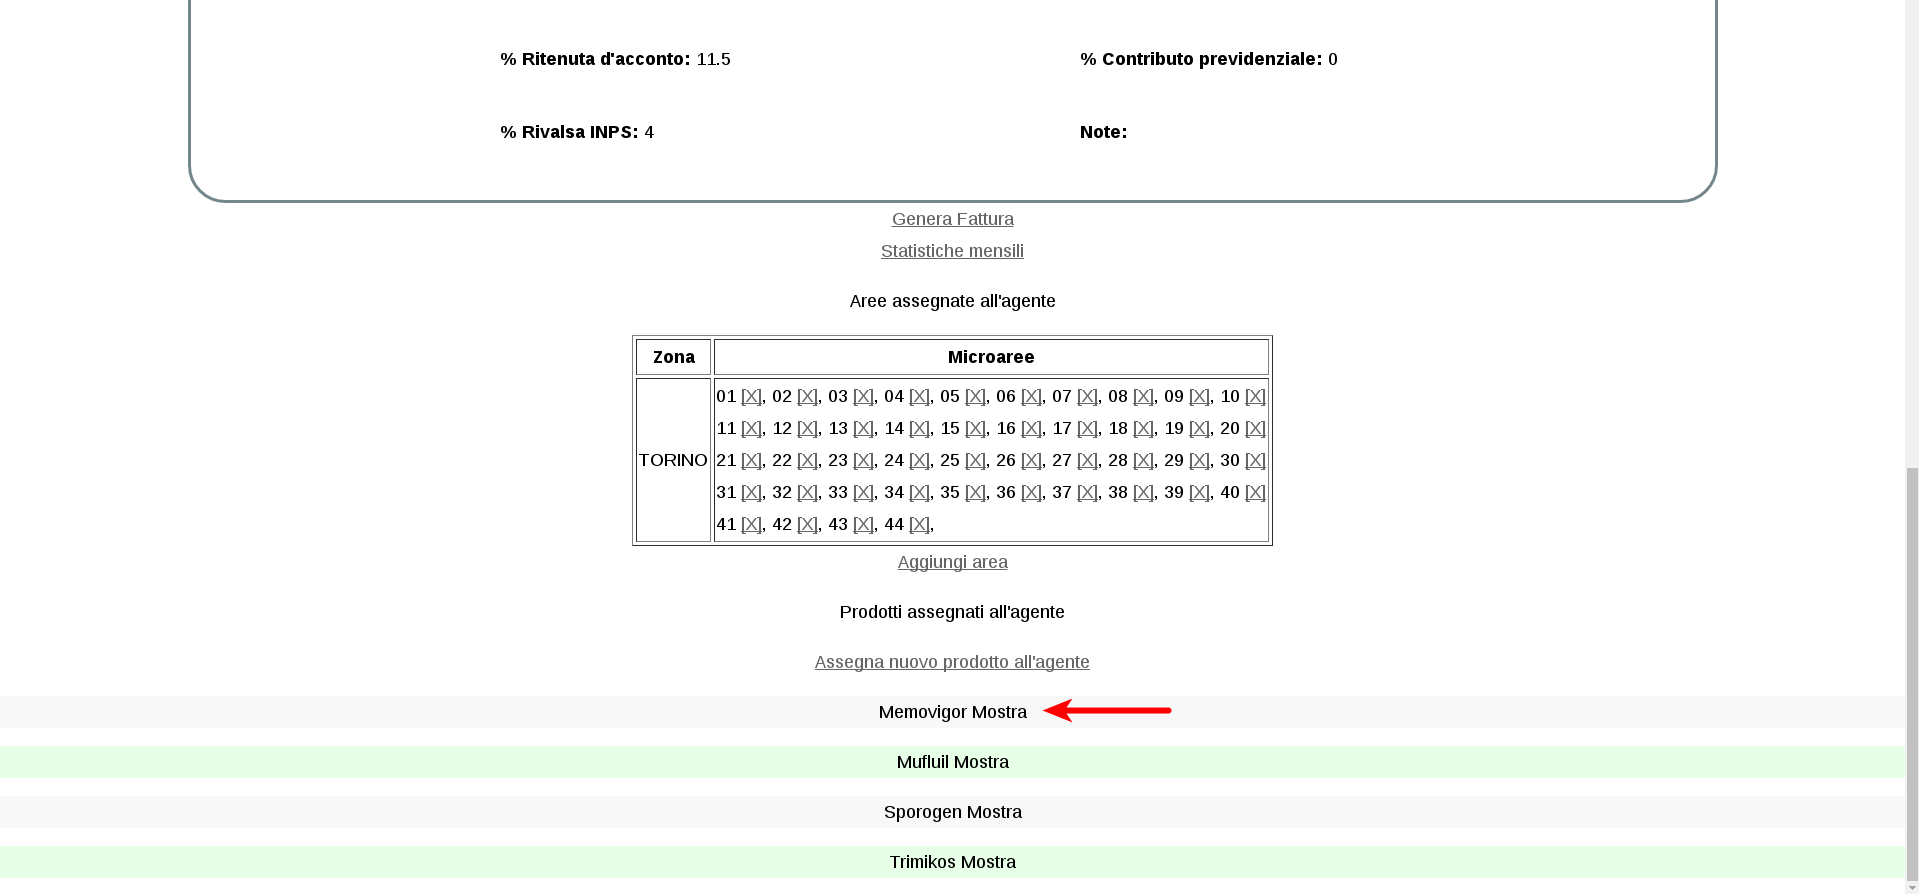 % Ritenuta d'acconto: 11.5
% Contributo previdenziale: 0
% Rivalsa INPS: 4
Note:
Genera Fattura
Statistiche mensili
Aree assegnate all'agente
Zona
Microaree
TORINO
01 [X], 02 [X], 03 [X], 04 [X], 05 [X], 06 [X], 07 [X], 08 [X], 09 [X], 10 [X]
11 [X], 12 [X], 13 [X], 14 [X], 15 [X], 16 [X], 17 [X], 18 [X], 19 [X], 20 [X]
21 [X], 22 [X], 23 [X], 24 [X], 25 [X], 26 [X], 27 [X], 28 [X], 29 [X], 30 [X]
31 [X], 32 [X], 33 [X], 34 [X], 35 [X], 36 [X], 37 [X], 38 [X], 39 [X], 40 [X]
41 [X], 42 [X], 43 [X], 44 [X],
Aggiungi area
Prodotti assegnati all'agente
Assegna nuovo prodotto all'agente
Memovigor Mostra
Mufluil Mostra
Sporogen Mostra
Trimikos Mostra